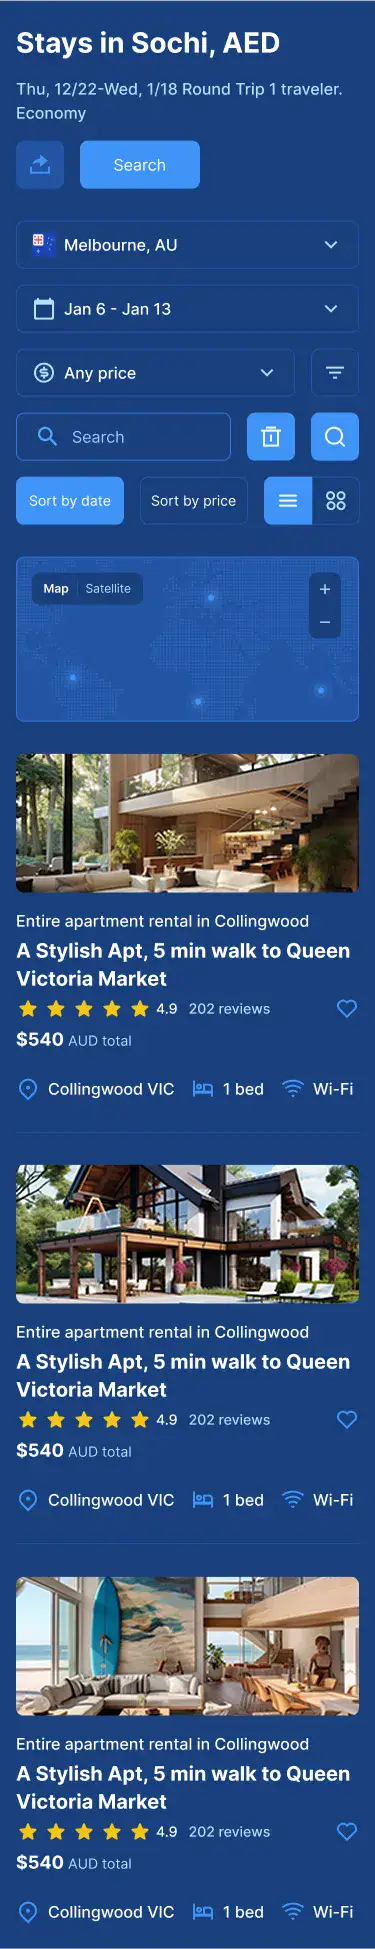 Stays in Sochi, AED
Thu, 12/22-Wed, 1/18 Round Trip 1 traveler.
Economy
Search
Melbourne, AU
Jan 6 - Jan 13
Any price
Search
Sort by date
Sort by price
Map
Satellite
+
−
Entire apartment rental in Collingwood
A Stylish Apt, 5 min walk to Queen
Victoria Market
4.9 202 reviews
$540 AUD total
Collingwood VIC 1 bed Wi-Fi
Entire apartment rental in Collingwood
A Stylish Apt, 5 min walk to Queen
Victoria Market
4.9 202 reviews
$540 AUD total
Collingwood VIC 1 bed Wi-Fi
Entire apartment rental in Collingwood
A Stylish Apt, 5 min walk to Queen
Victoria Market
4.9 202 reviews
$540 AUD total
Collingwood VIC 1 bed Wi-Fi